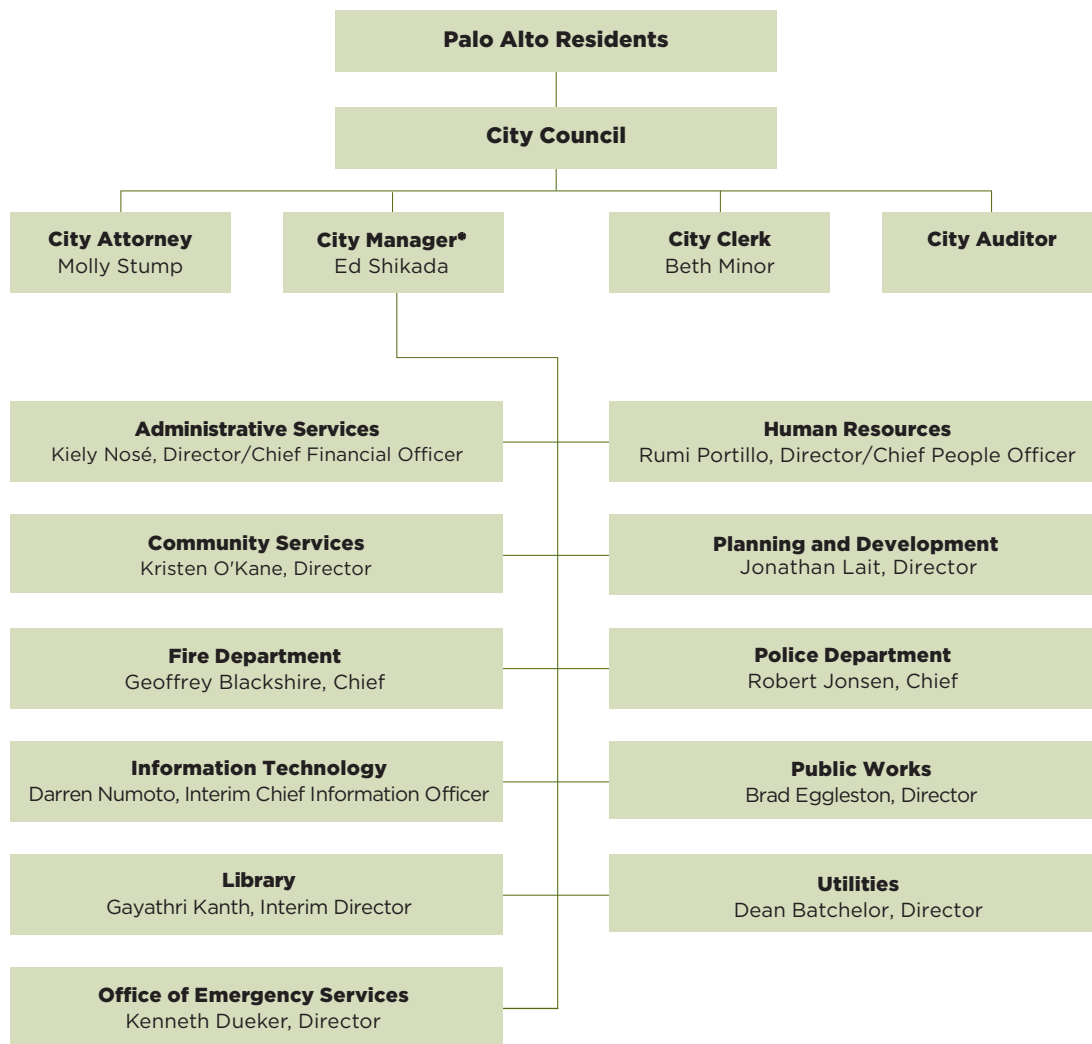 Palo Alto Residents
City Council
City Attorney
Molly Stump
City Manager*
Ed Shikada
City Clerk
Beth Minor
City Auditor
Administrative Services
Kiely Nosé, Director/Chief Financial Officer
Human Resources
Rumi Portillo, Director/Chief People Officer
Community Services
Kristen O'Kane, Director
Planning and Development
Jonathan Lait, Director
Fire Department
Geoffrey Blackshire, Chief
Police Department
Robert Jonsen, Chief
Information Technology
Darren Numoto, Interim Chief Information Officer
Public Works
Brad Eggleston, Director
Library
Gayathri Kanth, Interim Director
Utilities
Dean Batchelor, Director
Office of Emergency Services
Kenneth Dueker, Director